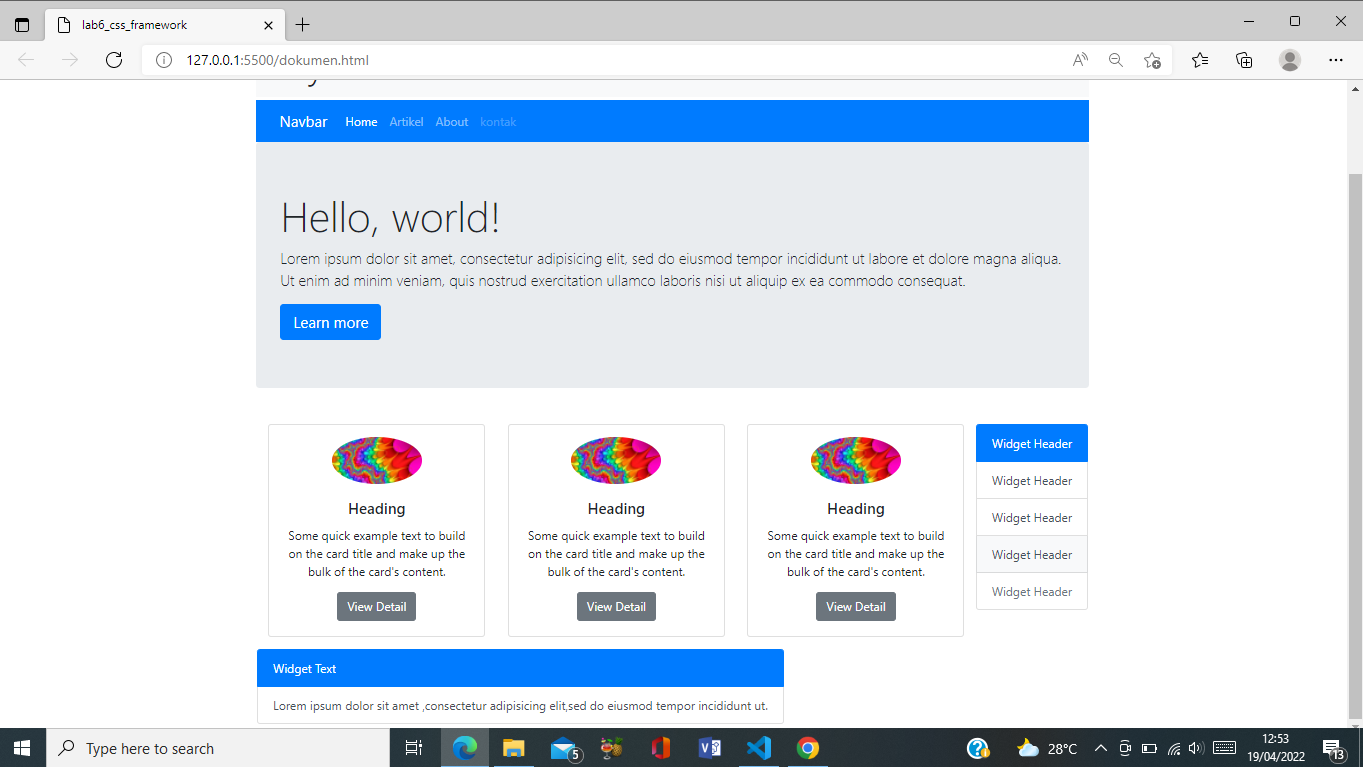 lab6_css_framework
127.0.0.1:5500/dokumen.html
Navbar Home Artikel About kontak
Hello, world!
Lorem ipsum dolor sit amet, consectetur adipisicing elit, sed do eiusmod tempor incididunt ut labore et dolore magna aliqua.
Ut enim ad minim veniam, quis nostrud exercitation ullamco laboris nisi ut aliquip ex ea commodo consequat.
Learn more
Heading
Some quick example text to build
on the card title and make up the
bulk of the card's content.
View Detail
Heading
Some quick example text to build
on the card title and make up the
bulk of the card's content.
View Detail
Heading
Some quick example text to build
on the card title and make up the
bulk of the card's content.
View Detail
Widget Header
Widget Header
Widget Header
Widget Header
Widget Header
Widget Text
Lorem ipsum dolor sit amet ,consectetur adipisicing elit,sed do eiusmod tempor incididunt ut.
Type here to search
5
28°C
12:53
19/04/2022
13